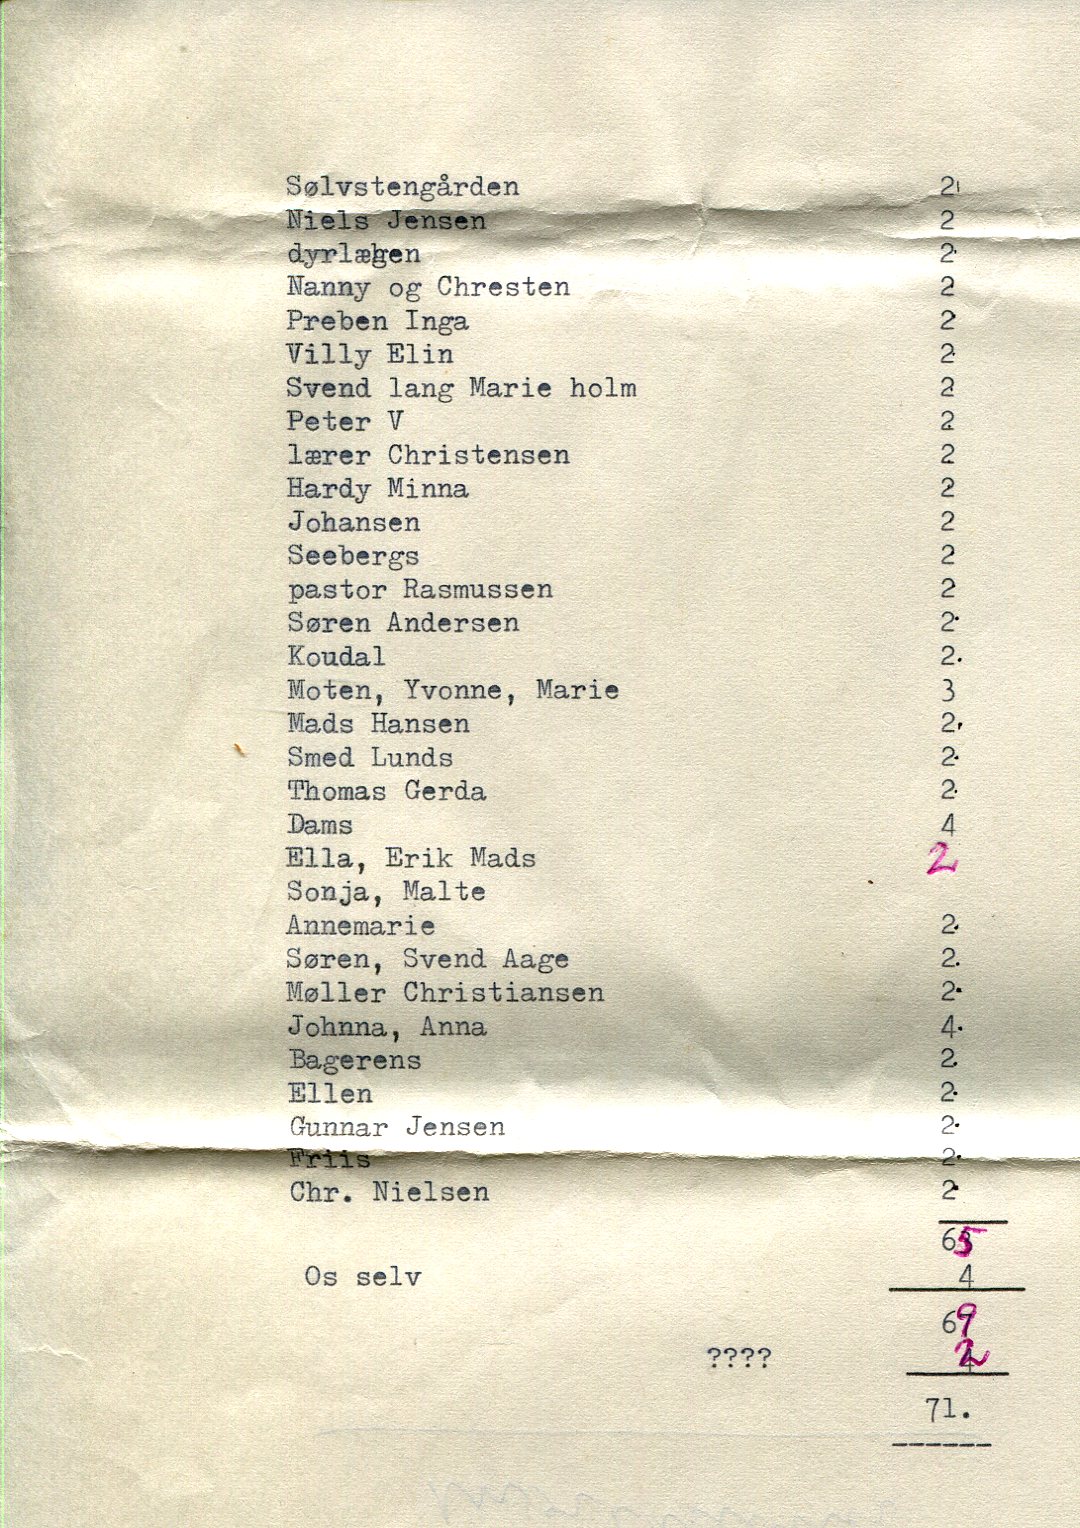 Sølvstengården 2
Niels Jensen 2
dyrlægen 2
Nanny og Chresten 2
Preben Inga 2
Villy Elin 2
Svend lang Marie holm 2
Peter V 2
lærer Christensen 2
Hardy Minna 2
Johansen 2
Seebergs 2
pastor Rasmussen 2
Søren Andersen 2
Koudal 2.
Moten, Yvonne, Marie 3
Mads Hansen 2.
Smed Lunds 2.
Thomas Gerda 2.
Dams 4
Ella, Erik Mads 2
Sonja, Malte
Annemarie 2.
Søren, Svend Aage 2.
Møller Christiansen 2.
Johnna, Anna 4.
Bagerens 2.
Ellen 2.
Gunnar Jensen 2.
Friis 2.
Chr. Nielsen 2
65
Os selv 4
69
???? 2
71.